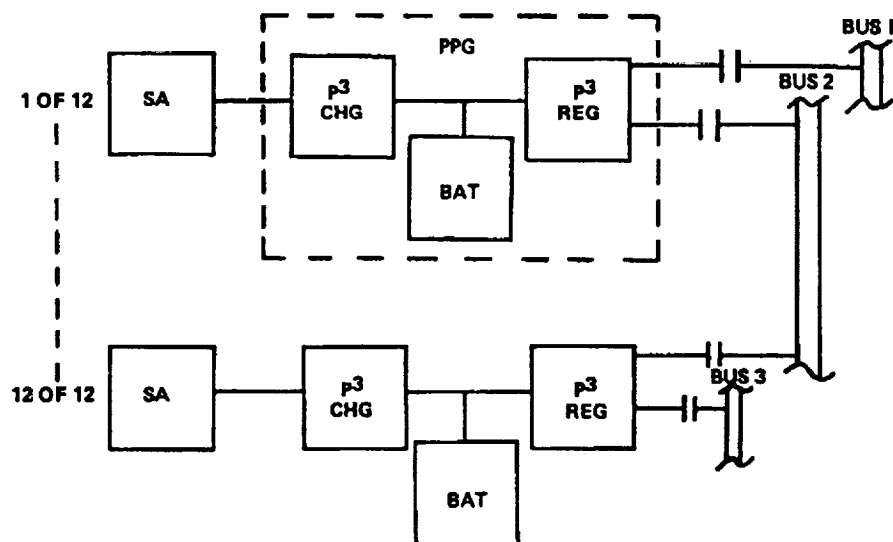 BUS 1
PPG
BUS 2
1 OF 12
SA
P3
CHG
P3
REG
BAT
12 OF 12
SA
P3
CHG
P3
REG
BUS 3
BAT